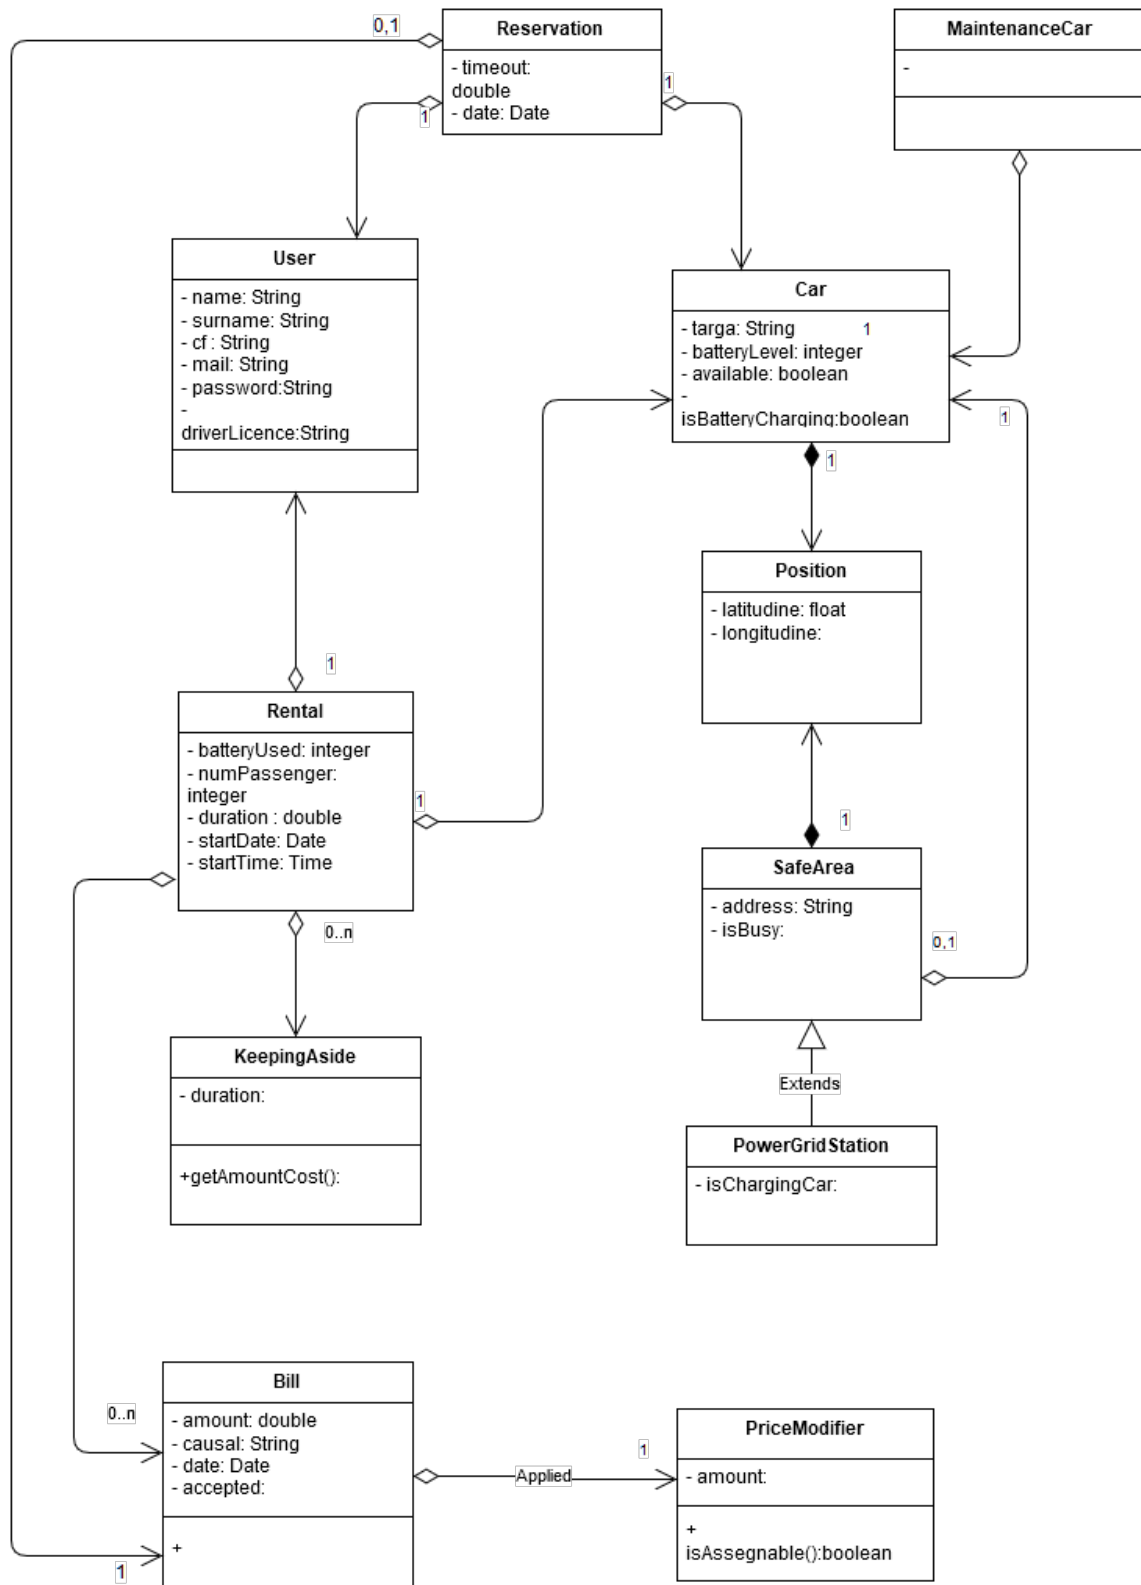 0,1
Reservation
- timeout:
double
- date: Date
1
1
MaintenanceCar
-
User
- name: String
- surname: String
- cf : String
- mail: String
- password:String
-
driverLicence:String
Car
- targa: String 1
- batteryLevel: integer
- available: boolean
-
isBatteryCharging:boolean
1
1
Position
- latitudine: float
- longitudine:
1
Rental
- batteryUsed: integer
- numPassenger:
integer
- duration : double
- startDate: Date
- startTime: Time
1
0..n
1
SafeArea
- address: String
- isBusy:
0,1
KeepingAside
- duration:
+getAmountCost():
Extends
PowerGridStation
- isChargingCar:
0..n
Bill
- amount: double
- causal: String
- date: Date
- accepted:
+
1
Applied
1
PriceModifier
- amount:
+
isAssegnable():boolean